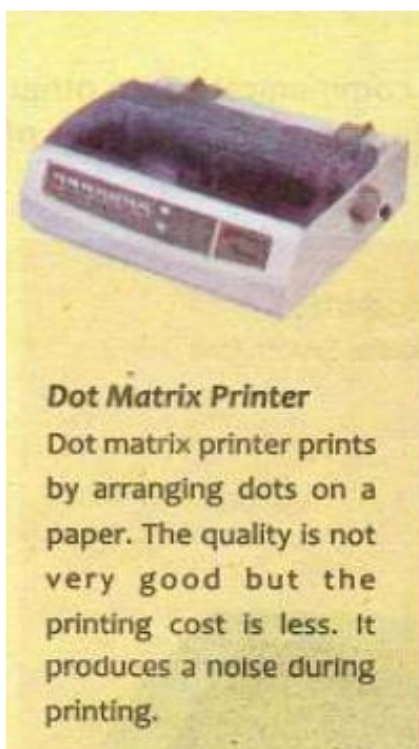 Dot Matrix Printer
Dot matrix printer prints
by arranging dots on a
paper. The quality is not
very good but the
printing cost is less. It
produces a noise during
printing.